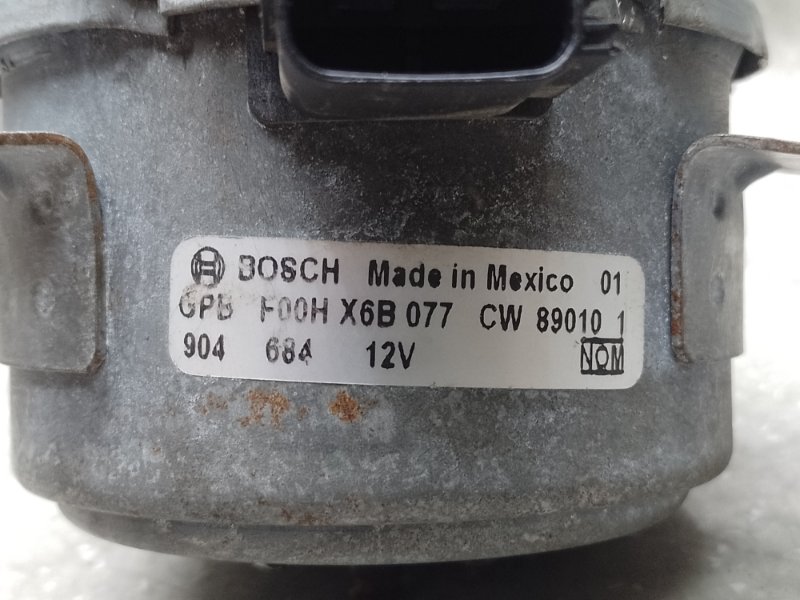 BOSCH Made in Mexico 01
GPB F00H X6B 077 CW 89010 1
904 684 12V NOM